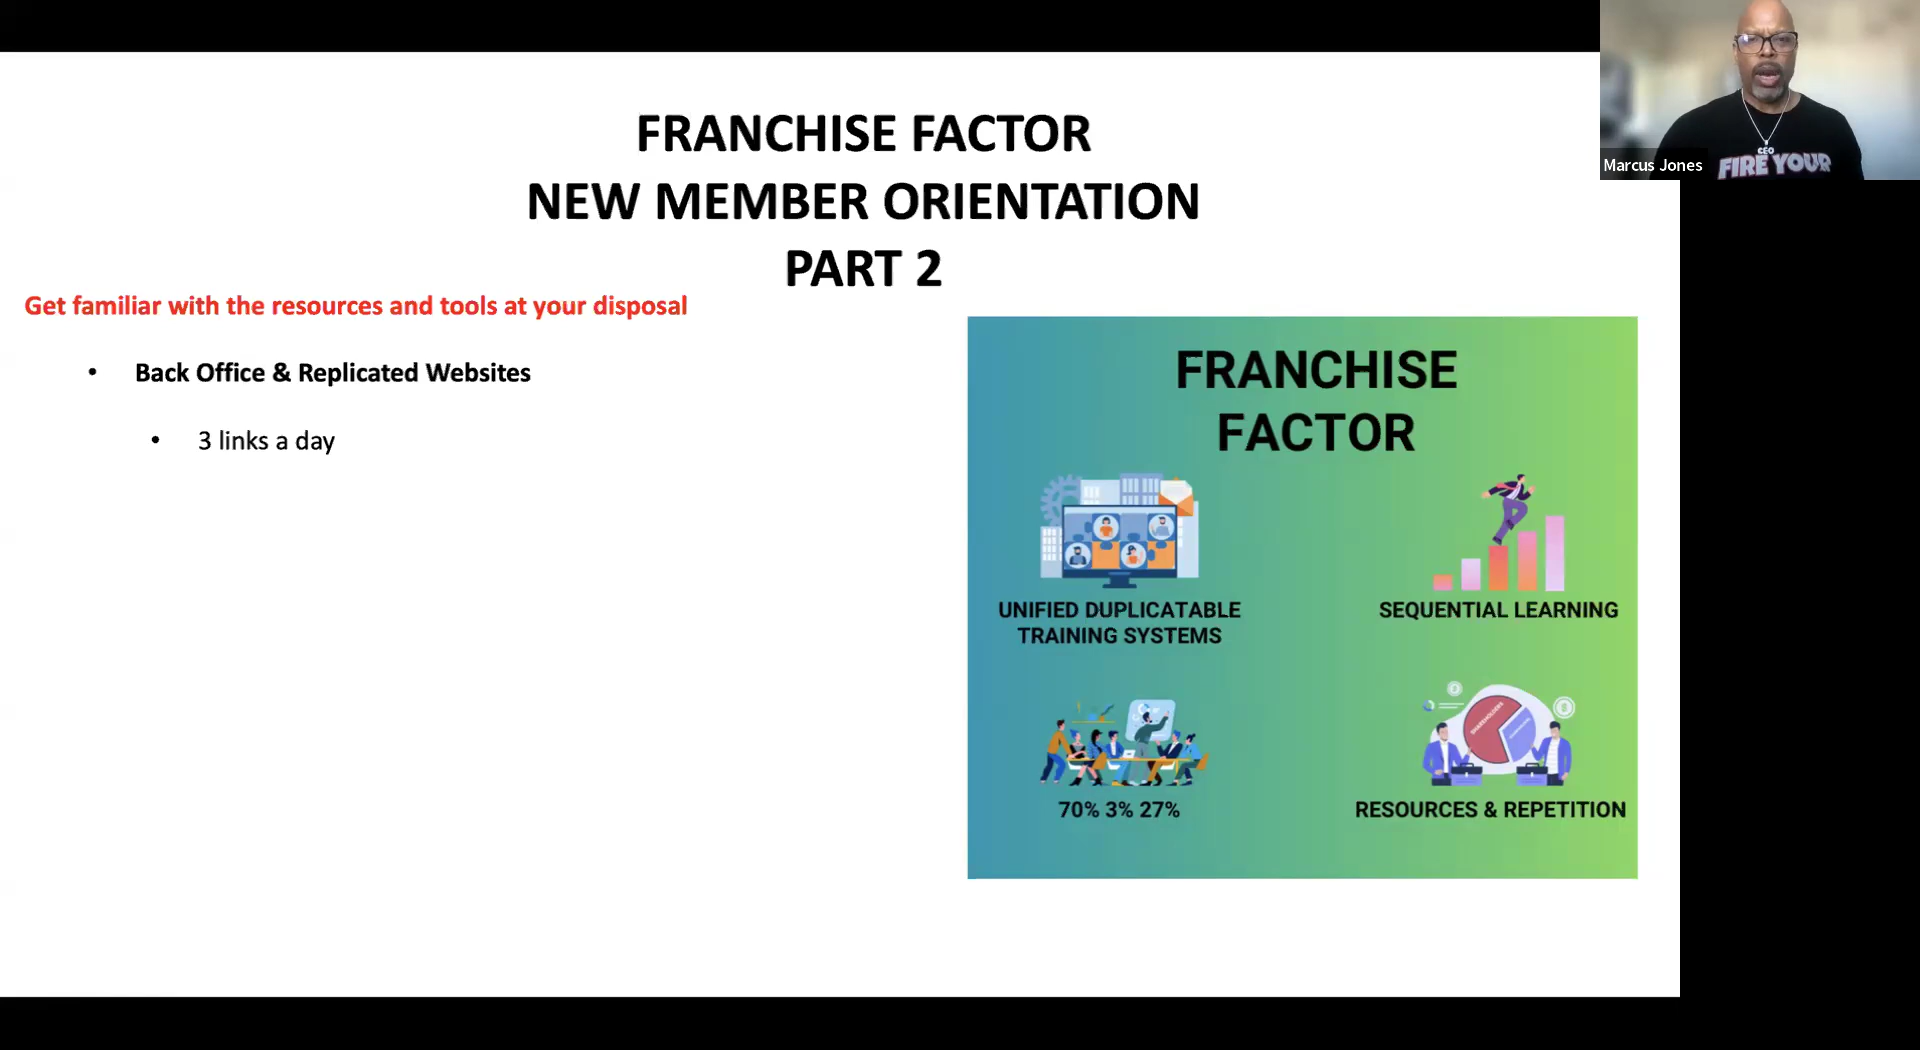 FRANCHISE FACTOR
NEW MEMBER ORIENTATION
PART 2
Get familiar with the resources and tools at your disposal
• Back Office & Replicated Websites
• 3 links a day
FRANCHISE
FACTOR
UNIFIED DUPLICATABLE
TRAINING SYSTEMS
SEQUENTIAL LEARNING
70% 3% 27%
SHAREHOLDERS
RESOURCES & REPETITION
Marcus Jones
CEO
FIRE YOUR